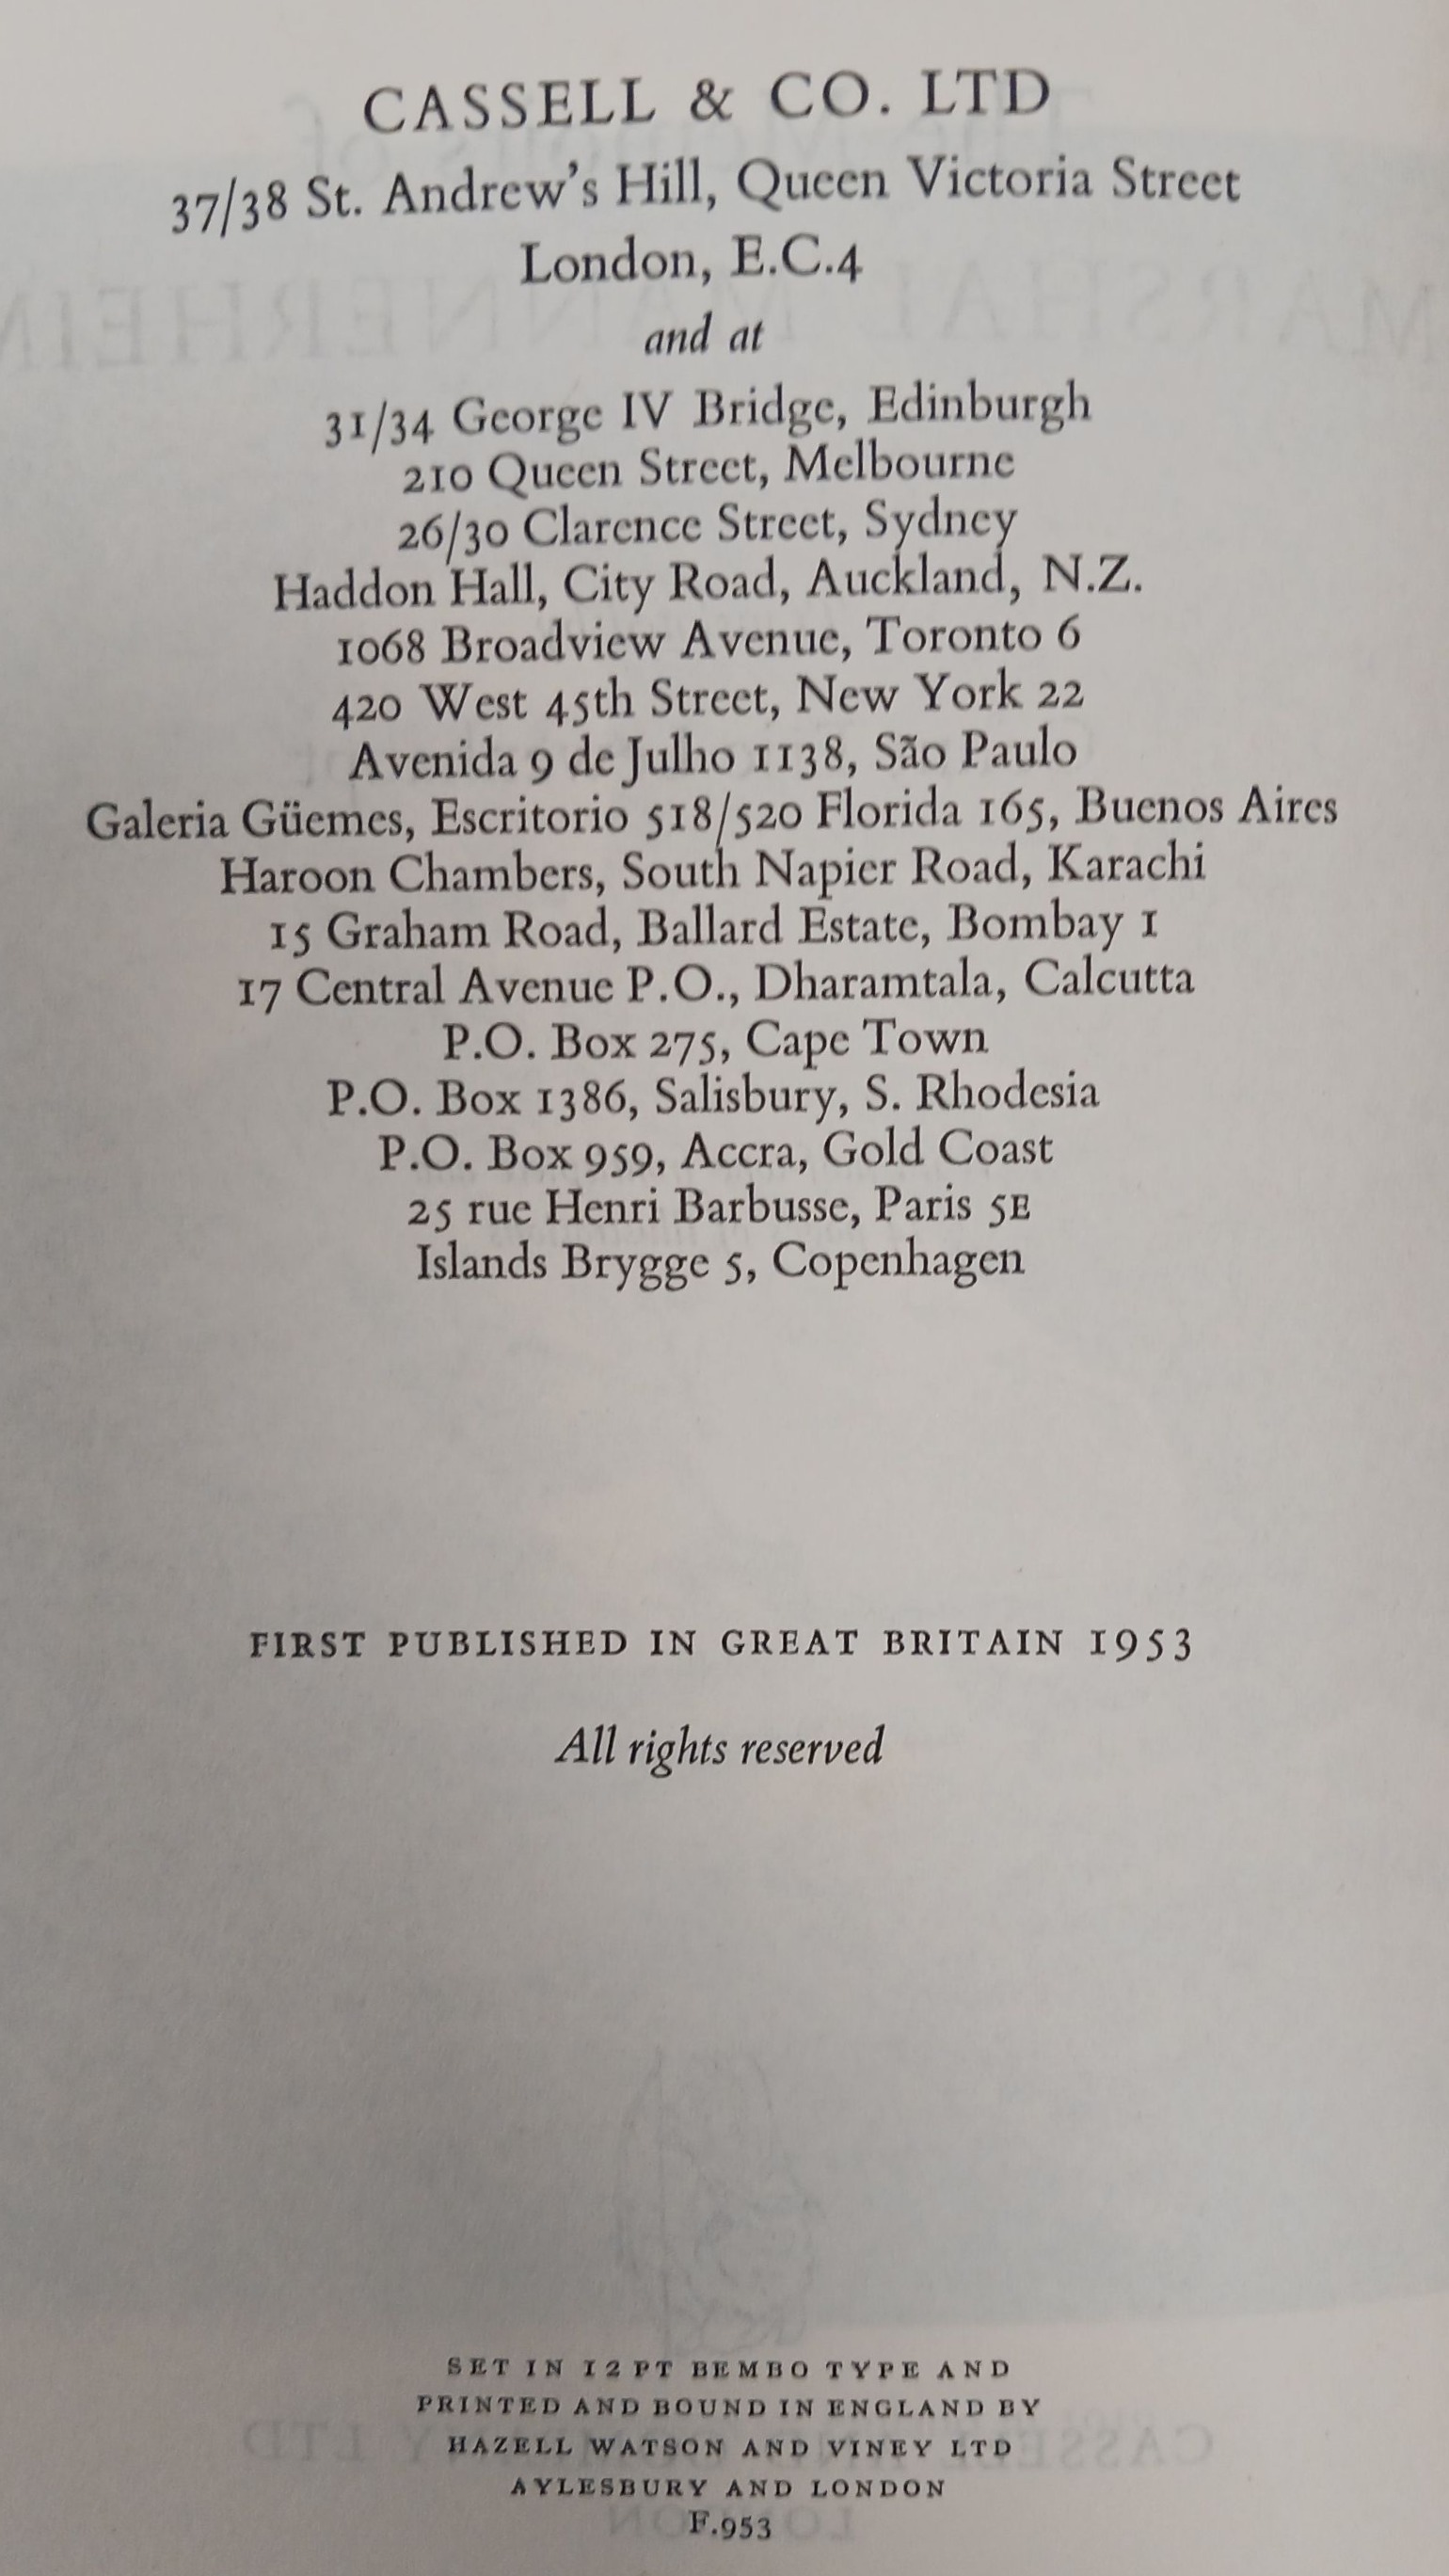 CASSELL & CO. LTD
37/38 St. Andrew's Hill, Queen Victoria Street
London, E.C.4
and at
31/34 George IV Bridge, Edinburgh
210 Queen Street, Melbourne
26/30 Clarence Street, Sydney
Haddon Hall, City Road, Auckland, N.Z.
1068 Broadview Avenue, Toronto 6
420 West 45th Street, New York 22
Avenida 9 de Julho 1138, São Paulo
Galeria Güemes, Escritorio 518/520 Florida 165, Buenos Aires
Haroon Chambers, South Napier Road, Karachi
15 Graham Road, Ballard Estate, Bombay 1
17 Central Avenue P.O., Dharamtala, Calcutta
P.O. Box 275, Cape Town
P.O. Box 1386, Salisbury, S. Rhodesia
P.O. Box 959, Accra, Gold Coast
25 rue Henri Barbusse, Paris 5E
Islands Brygge 5, Copenhagen
FIRST PUBLISHED IN GREAT BRITAIN 1953
All rights reserved
SET IN 12 PT BEMBO TYPE AND
PRINTED AND BOUND IN ENGLAND BY
HAZELL WATSON AND VINEY LTD
AYLESBURY AND LONDON
F.953